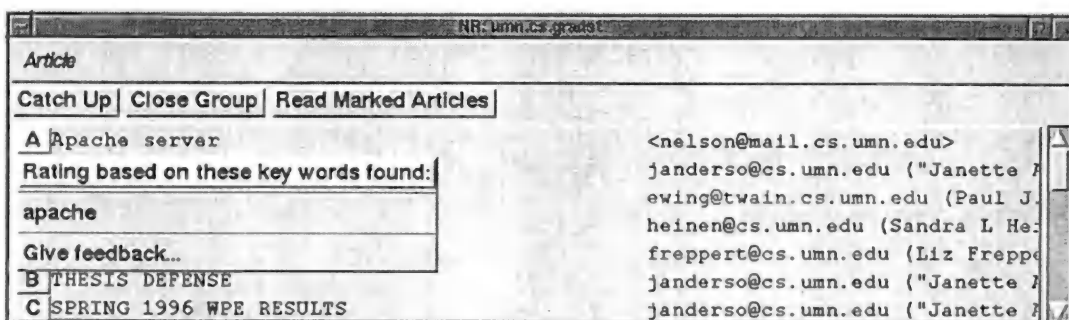 NR: umn.cs.gradist
Article
Catch Up Close Group Read Marked Articles
A Apache server <nelson@mail.cs.umn.edu>
Rating based on these key words found: janderso@cs.umn.edu ("Janette
ewing@twain.cs.umn.edu (Paul J.
apache
heinen@cs.umn.edu (Sandra L He
Give feedback... freppert@cs.umn.edu (Liz Freppe
B THESIS DEFENSE janderso@cs.umn.edu ("Janette
C SPRING 1996 WPE RESULTS janderso@cs.umn.edu ("Janette